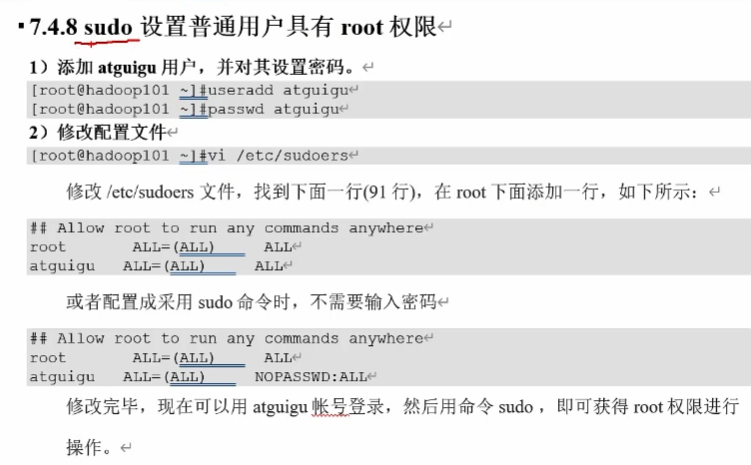 7.4.8 sudo 设置普通用户具有 root 权限
1）添加 atguigu 用户，并对其设置密码。
[root@hadoop101 ~]#useradd atguigu
[root@hadoop101 ~]#passwd atguigu
2）修改配置文件
[root@hadoop101 ~]#vi /etc/sudoers
修改 /etc/sudoers 文件，找到下面一行(91 行)，在 root 下面添加一行，如下所示：
## Allow root to run any commands anywhere
root ALL=(ALL) ALL
atguigu ALL=(ALL) ALL
或者配置成采用 sudo 命令时，不需要输入密码
## Allow root to run any commands anywhere
root ALL=(ALL) ALL
atguigu ALL=(ALL) NOPASSWD:ALL
修改完毕，现在可以用 atguigu 帐号登录，然后用命令 sudo ，即可获得 root 权限进行
操作。